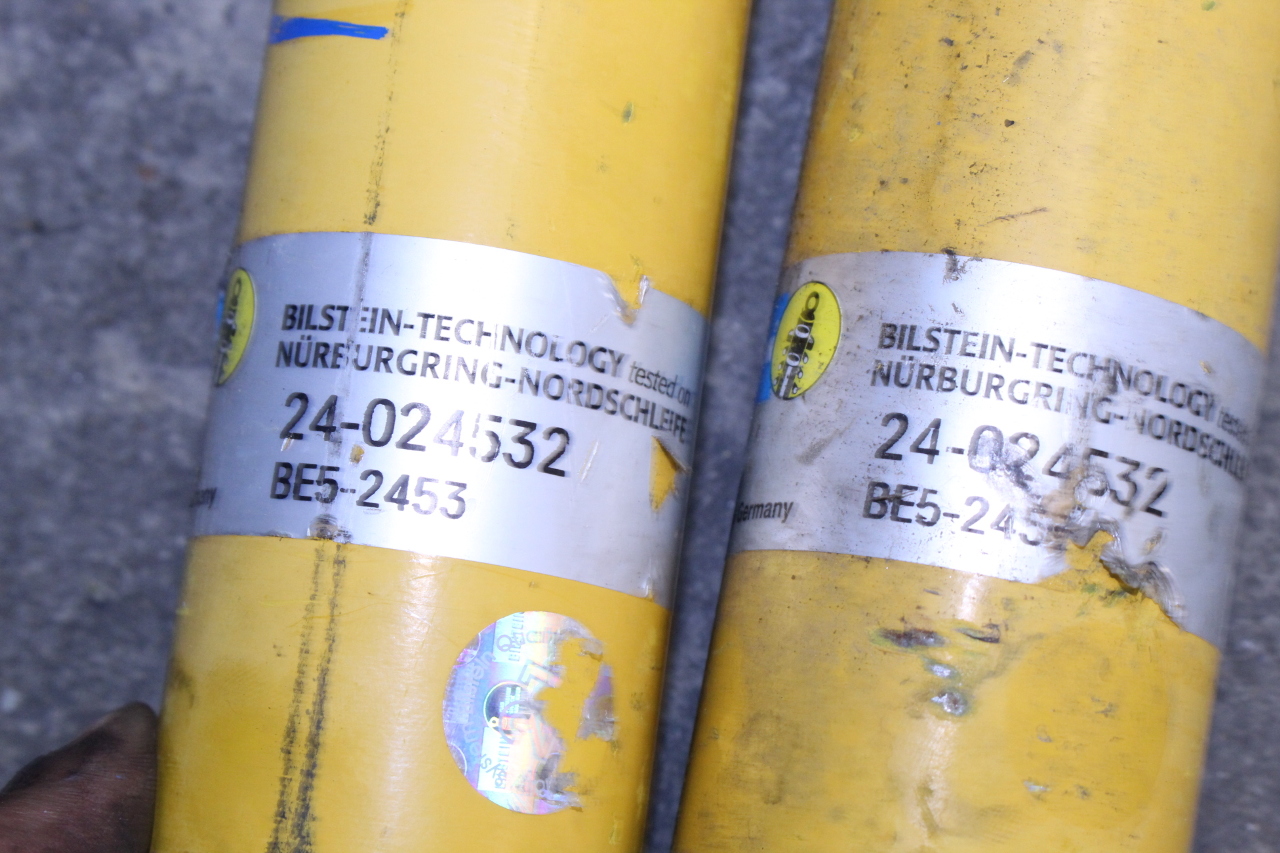 BILSTEIN-TECHNOLOGY tested on
NÜRBURGRING-NORDSCHLEIFE
24-024532
BE5-2453
BILSTEIN-TECHNOLOGY
NÜRBURGRING-NORDSCHLE
24-024532
BE5-245
Germany